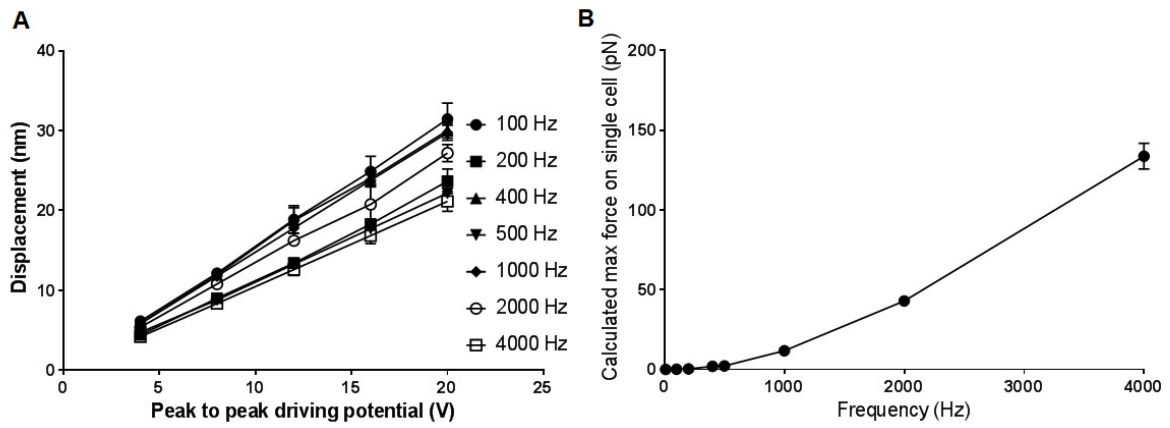 A
Displacement (nm)
40
30
20
10
0
0 5 10 15 20 25
Peak to peak driving potential (V)
100 Hz
200 Hz
400 Hz
500 Hz
1000 Hz
2000 Hz
4000 Hz
B
Calculated max force on single cell (pN)
200
150
100
50
0
0 1000 2000 3000 4000
Frequency (Hz)